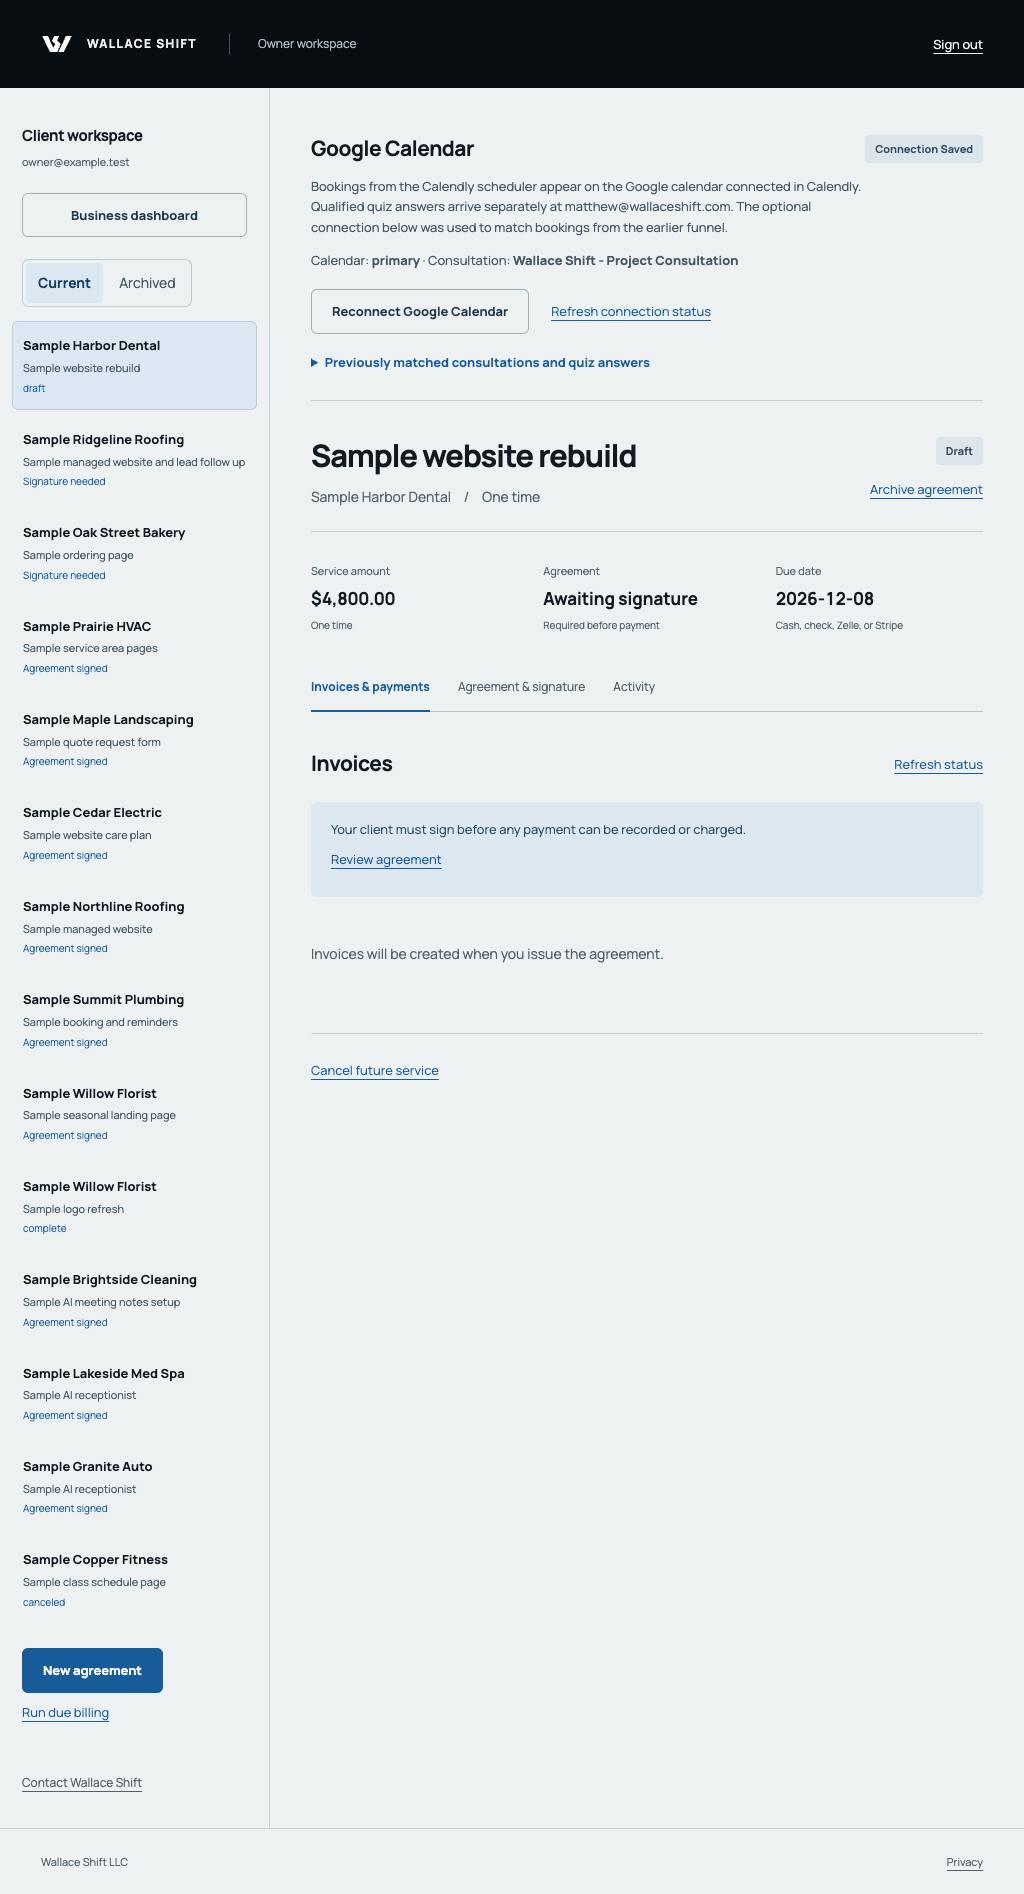 WALLACE SHIFT
Owner workspace
Sign out
Client workspace
owner@example.test
Business dashboard
Current
Archived
Sample Harbor Dental
Sample website rebuild
draft
Sample Ridgeline Roofing
Sample managed website and lead follow up
Signature needed
Sample Oak Street Bakery
Sample ordering page
Signature needed
Sample Prairie HVAC
Sample service area pages
Agreement signed
Sample Maple Landscaping
Sample quote request form
Agreement signed
Sample Cedar Electric
Sample website care plan
Agreement signed
Sample Northline Roofing
Sample managed website
Agreement signed
Sample Summit Plumbing
Sample booking and reminders
Agreement signed
Sample Willow Florist
Sample seasonal landing page
Agreement signed
Sample Willow Florist
Sample logo refresh
complete
Sample Brightside Cleaning
Sample AI meeting notes setup
Agreement signed
Sample Lakeside Med Spa
Sample AI receptionist
Agreement signed
Sample Granite Auto
Sample AI receptionist
Agreement signed
Sample Copper Fitness
Sample class schedule page
canceled
New agreement
Run due billing
Contact Wallace Shift
Google Calendar
Connection Saved
Bookings from the Calendly scheduler appear on the Google calendar connected in Calendly.
Qualified quiz answers arrive separately at matthew@wallaceshift.com. The optional
connection below was used to match bookings from the earlier funnel.
Calendar: primary · Consultation: Wallace Shift - Project Consultation
Reconnect Google Calendar
Refresh connection status
Previously matched consultations and quiz answers
Sample website rebuild
Draft
Sample Harbor Dental / One time
Archive agreement
Service amount
$4,800.00
One time
Agreement
Awaiting signature
Required before payment
Due date
2026-12-08
Cash, check, Zelle, or Stripe
Invoices & payments
Agreement & signature
Activity
Invoices
Refresh status
Your client must sign before any payment can be recorded or charged.
Review agreement
Invoices will be created when you issue the agreement.
Cancel future service
Wallace Shift LLC
Privacy